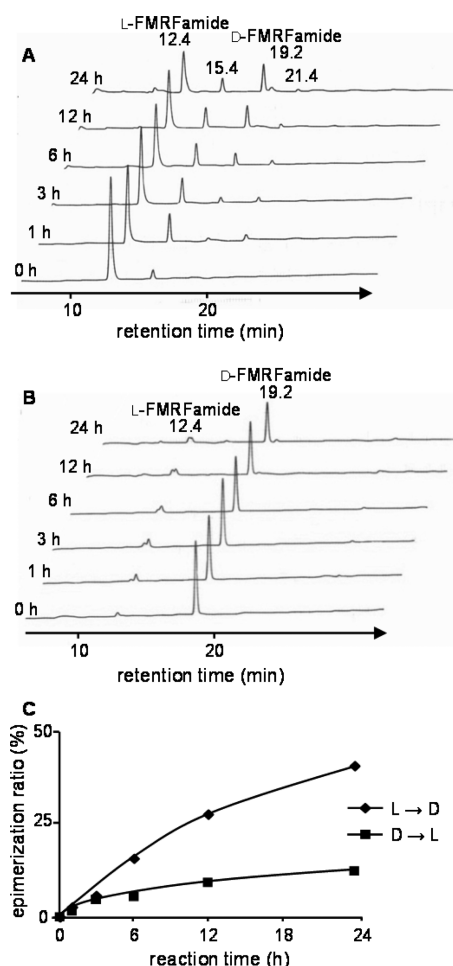 L-FMRFamide D-FMRFamide
A 12.4 19.2
24 h 15.4 21.4
12 h
6 h
3 h
1 h
0 h
10 20
retention time (min)
D-FMRFamide
B L-FMRFamide 19.2
24 h 12.4
12 h
6 h
3 h
1 h
0 h
10 20
retention time (min)
C
epimerization ratio (%)
50
25
0
0 6 12 18 24
reaction time (h)
L → D
D → L